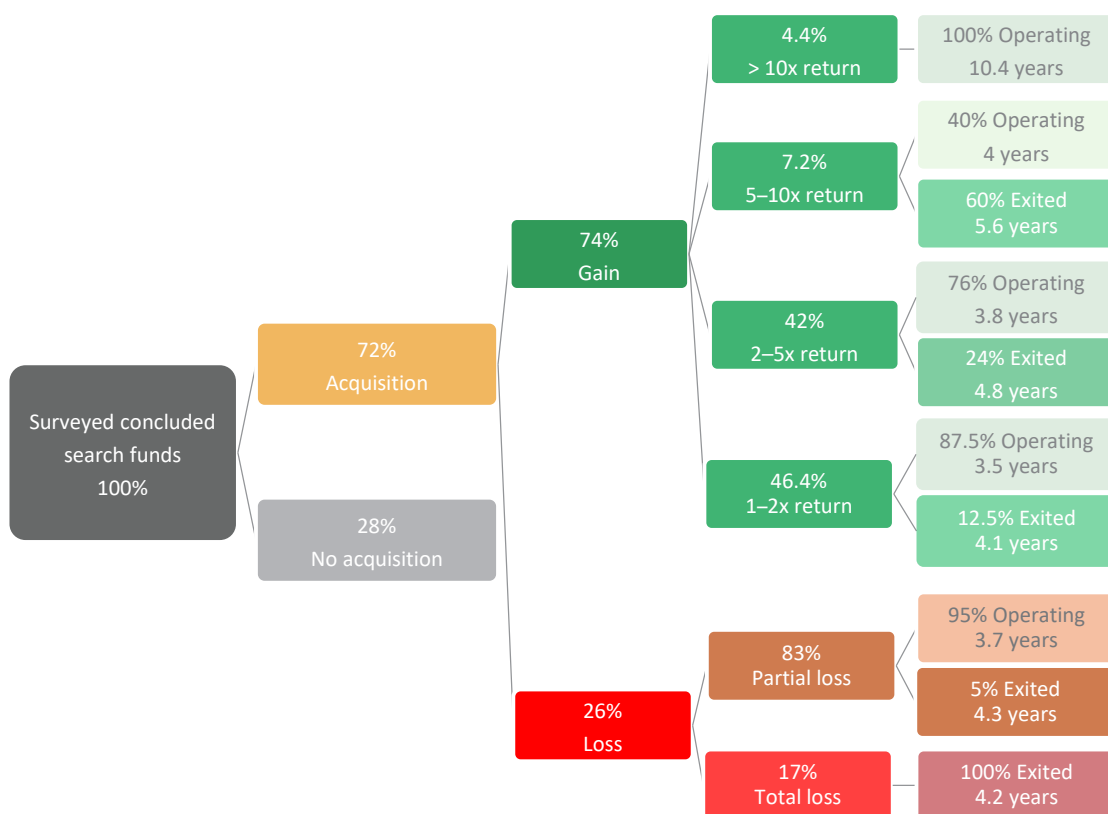 Surveyed concluded
search funds
100%
72%
Acquisition
28%
No acquisition
74%
Gain
26%
Loss
4.4%
> 10x return
7.2%
5–10x return
42%
2–5x return
46.4%
1–2x return
83%
Partial loss
17%
Total loss
100% Operating
10.4 years
40% Operating
4 years
60% Exited
5.6 years
76% Operating
3.8 years
24% Exited
4.8 years
87.5% Operating
3.5 years
12.5% Exited
4.1 years
95% Operating
3.7 years
5% Exited
4.3 years
100% Exited
4.2 years